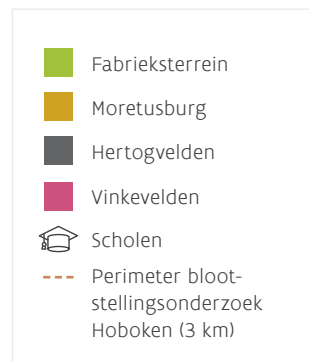 Fabrieksterrein
Moretusburg
Hertogvelden
Vinkevelden
Scholen
Perimeter bloot-
stellingsonderzoek
Hoboken (3 km)